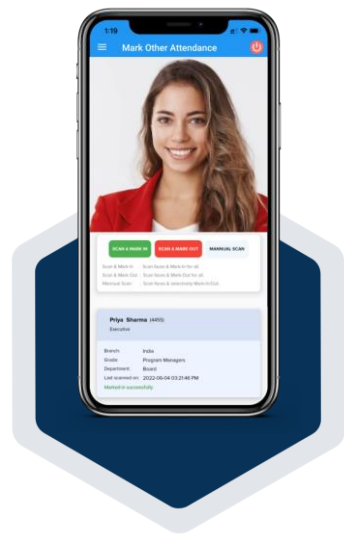 1:19
Mark Other Attendance
SCAN & MARK IN SCAN & MARK OUT MANNUAL SCAN
Scan & Mark In : Scan faces & Mark In for all
Scan & Mark Out : Scan faces & Mark Out for all
Mannual Scan : Scan faces & selectively Mark In/Out
Priya Sharma (4495)
Executive
Branch: India
Grade Program Managers
Department: Board
Last scanned on: 2022-06-04 03:21:46 PM
Marked in successfully